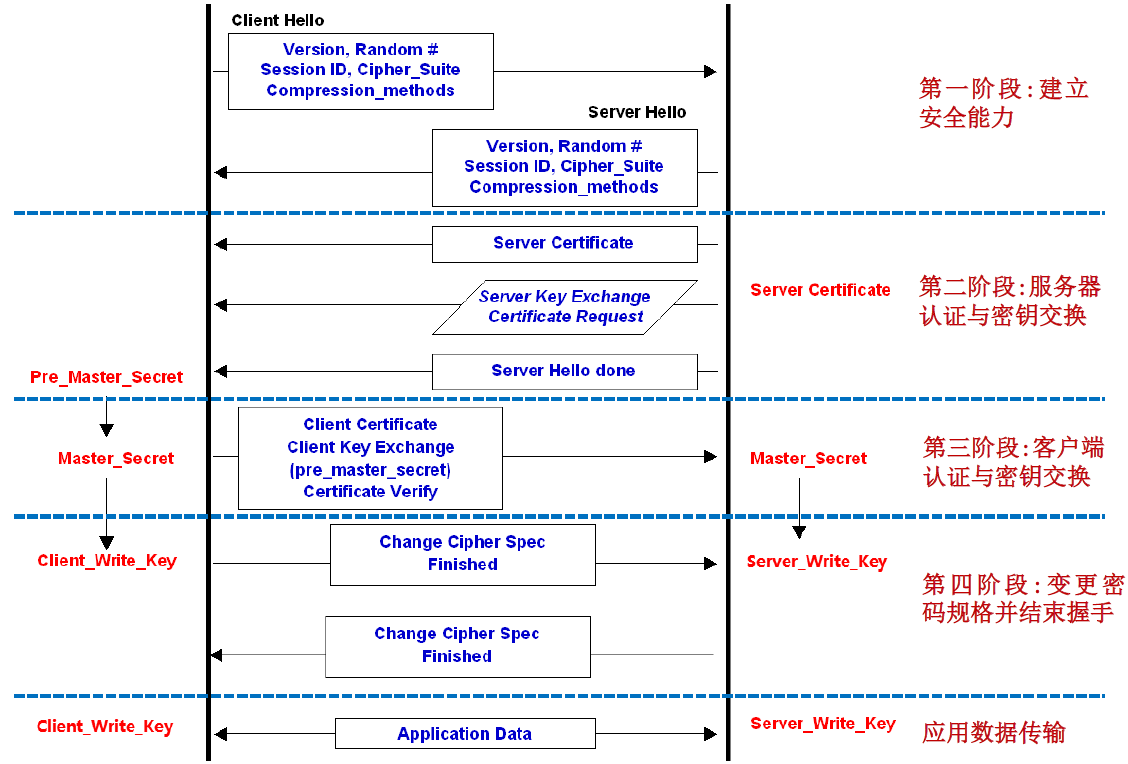 Client Hello
Version, Random #
Session ID, Cipher_Suite
Compression_methods
第一阶段:建立
安全能力
Server Hello
Version, Random #
Session ID, Cipher_Suite
Compression_methods
Server Certificate
Server Key Exchange
Certificate Request
Server Certificate
第二阶段:服务器
认证与密钥交换
Server Hello done
Pre_Master_Secret
Client Certificate
Client Key Exchange
(pre_master_secret)
Certificate Verify
Master_Secret
Master_Secret
第三阶段:客户端
认证与密钥交换
Change Cipher Spec
Finished
Client_Write_Key
Server_Write_Key
第四阶段:变更密
码规格并结束握手
Change Cipher Spec
Finished
Client_Write_Key
Application Data
Server_Write_Key
应用数据传输